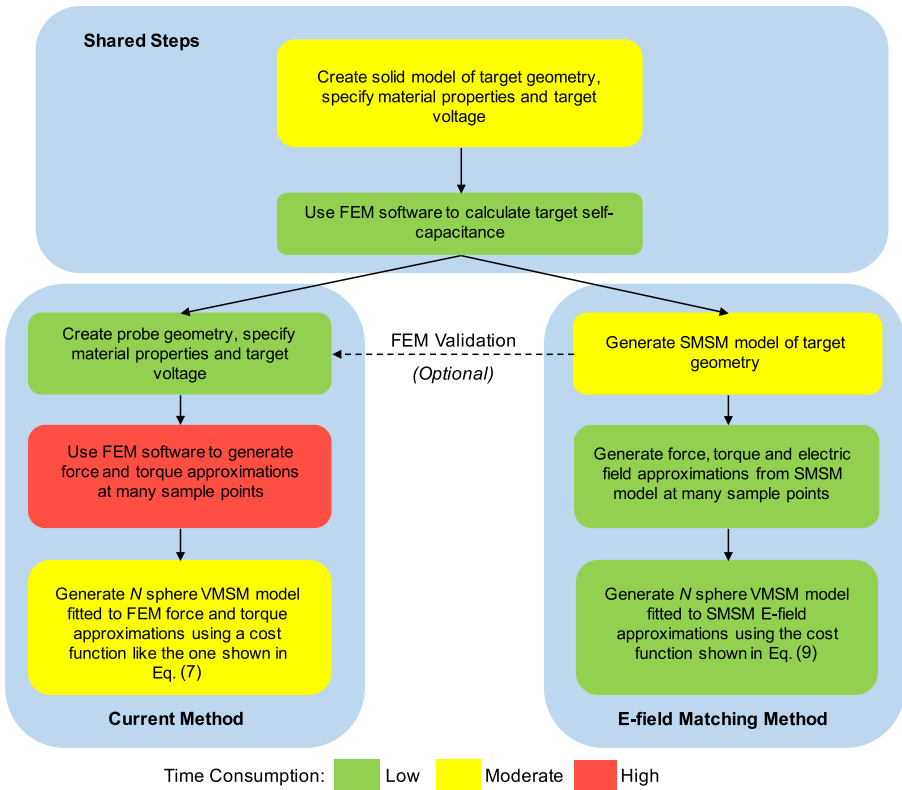 Shared Steps
Create solid model of target geometry,
specify material properties and target
voltage
Use FEM software to calculate target self-
capacitance
Create probe geometry, specify
material properties and target
voltage
FEM Validation
(Optional)
Generate SMSM model of target
geometry
Use FEM software to generate
force and torque approximations
at many sample points
Generate force, torque and electric
field approximations from SMSM
model at many sample points
Generate N sphere VMSM model
fitted to FEM force and torque
approximations using a cost
function like the one shown in
Eq. (7)
Generate N sphere VMSM model
fitted to SMSM E-field
approximations using the cost
function shown in Eq. (9)
Current Method
E-field Matching Method
Time Consumption: Low Moderate High